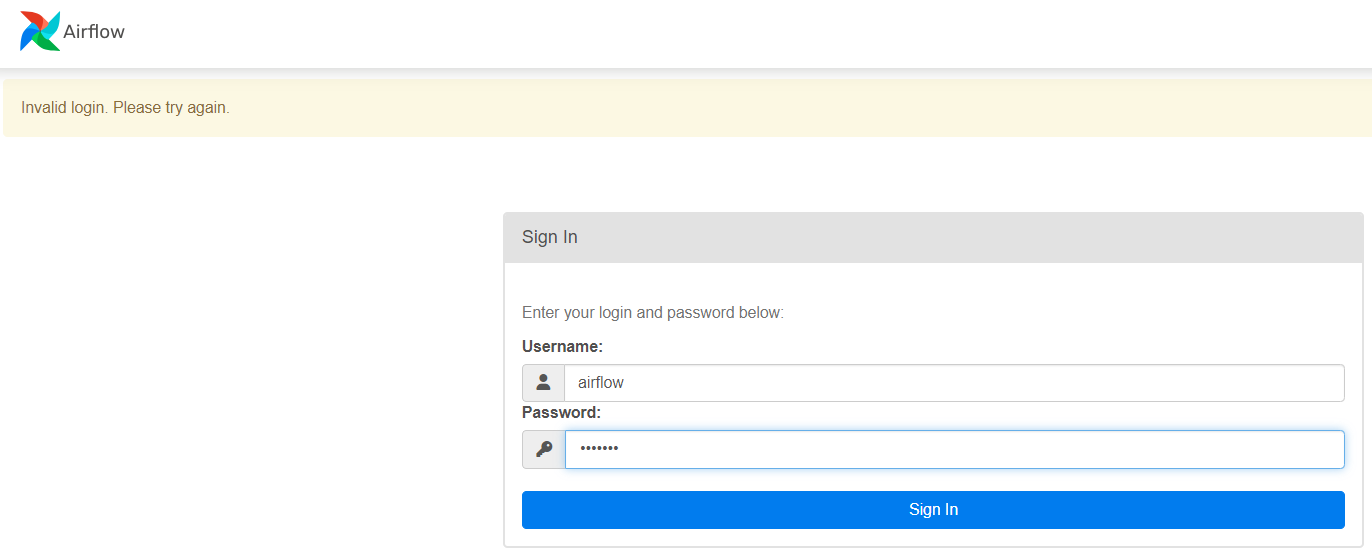 Airflow
Invalid login. Please try again.
Sign In
Enter your login and password below:
Username:
airflow
Password:
•••••••
Sign In